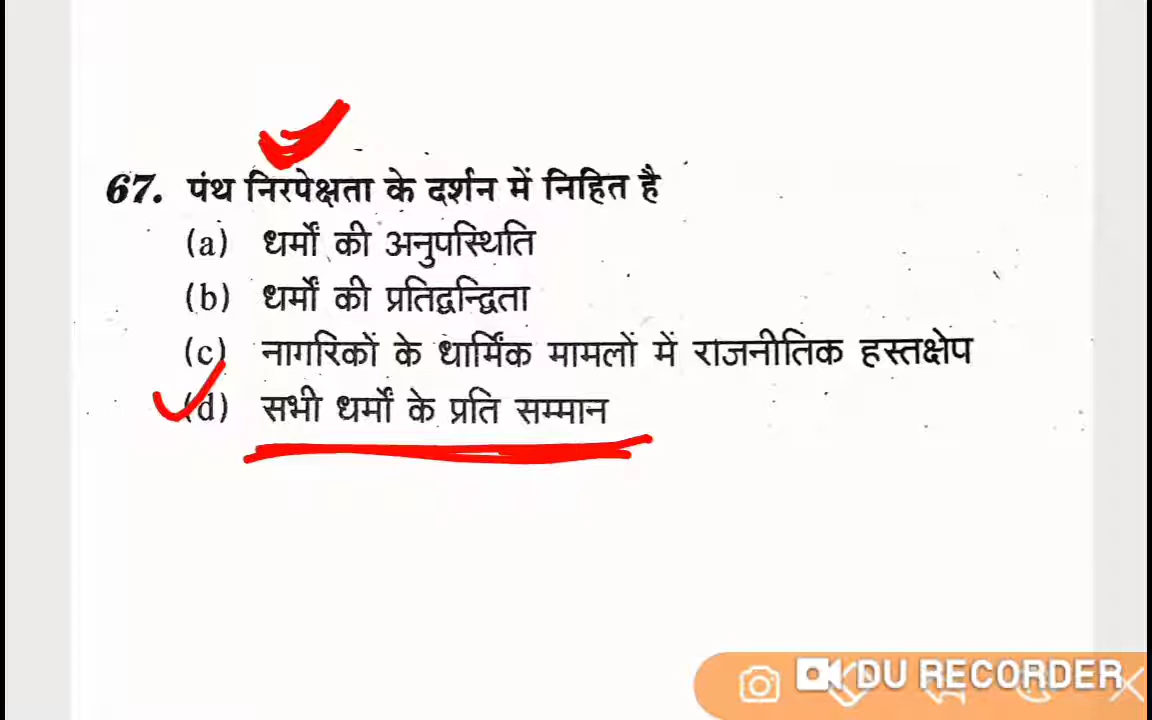 67. पंथ निरपेक्षता के दर्शन में निहित है
(a) धर्मों की अनुपस्थिति
(b) धर्मों की प्रतिद्वन्द्विता
(c) नागरिकों के धार्मिक मामलों में राजनीतिक हस्तक्षेप
(d) सभी धर्मों के प्रति सम्मान
DU RECORDER